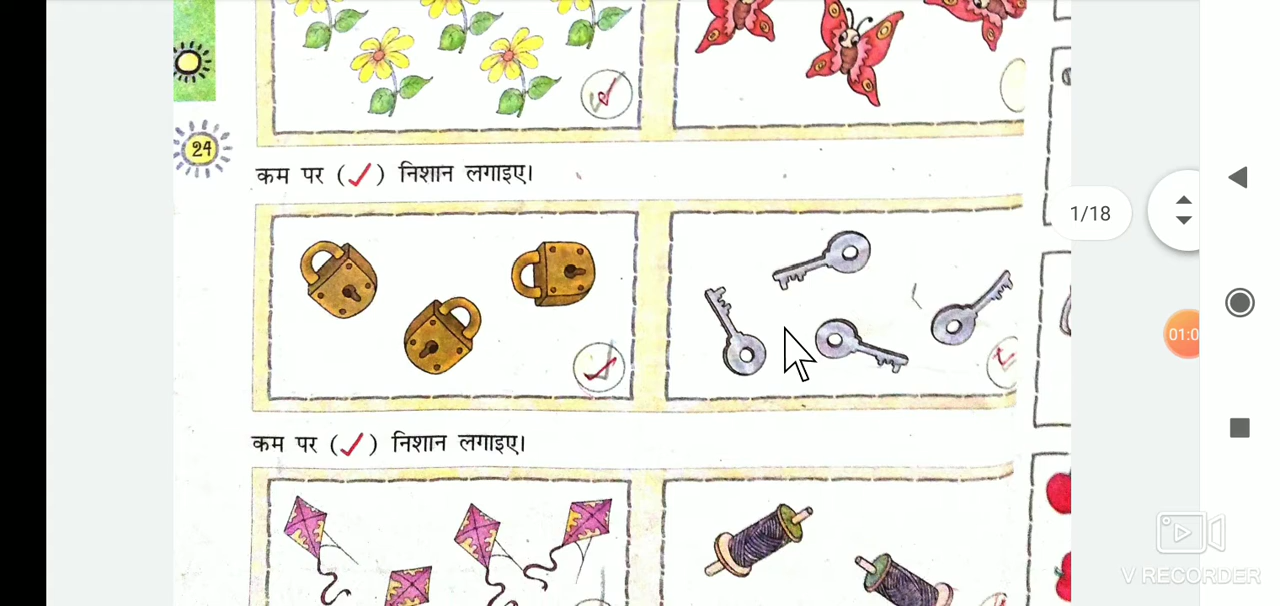 24
कम पर (✓) निशान लगाइए।
1/18
01:0
कम पर (✓) निशान लगाइए।
V RECORDER